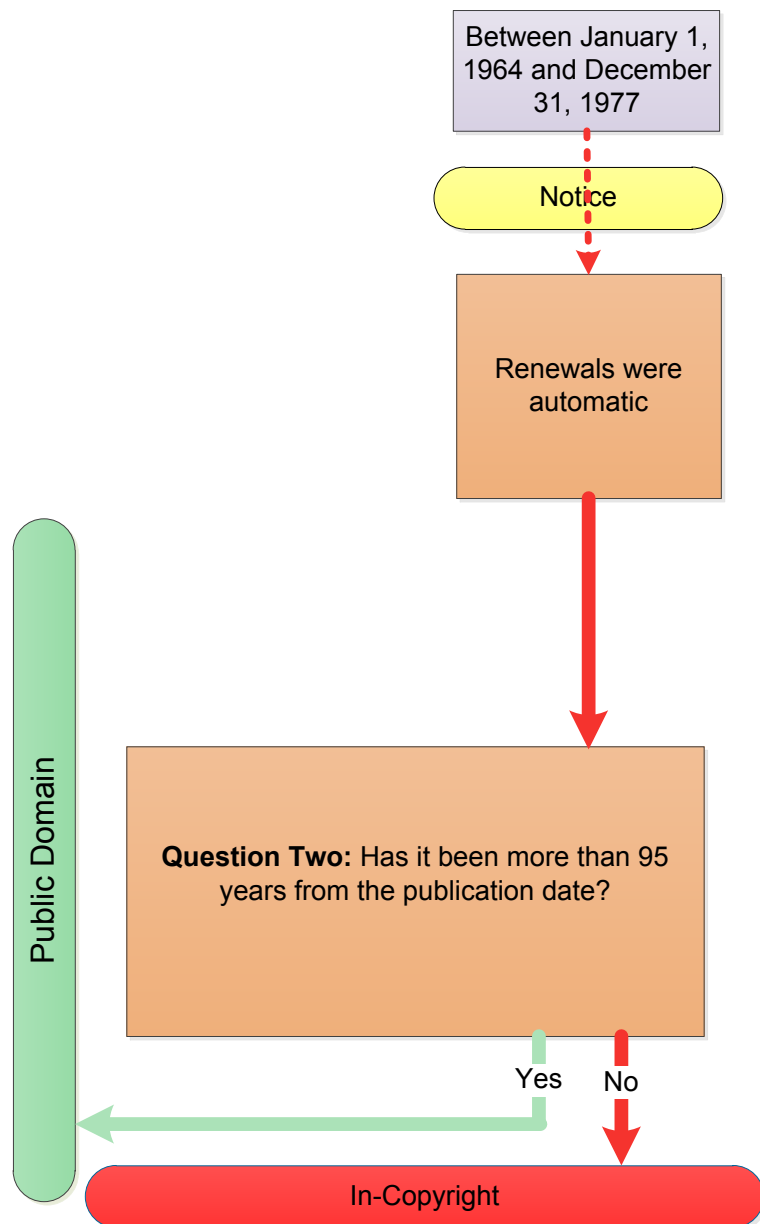 Between January 1,
1964 and December
31, 1977
Notice
Renewals were
automatic
Public Domain
Question Two: Has it been more than 95
years from the publication date?
Yes
No
In-Copyright